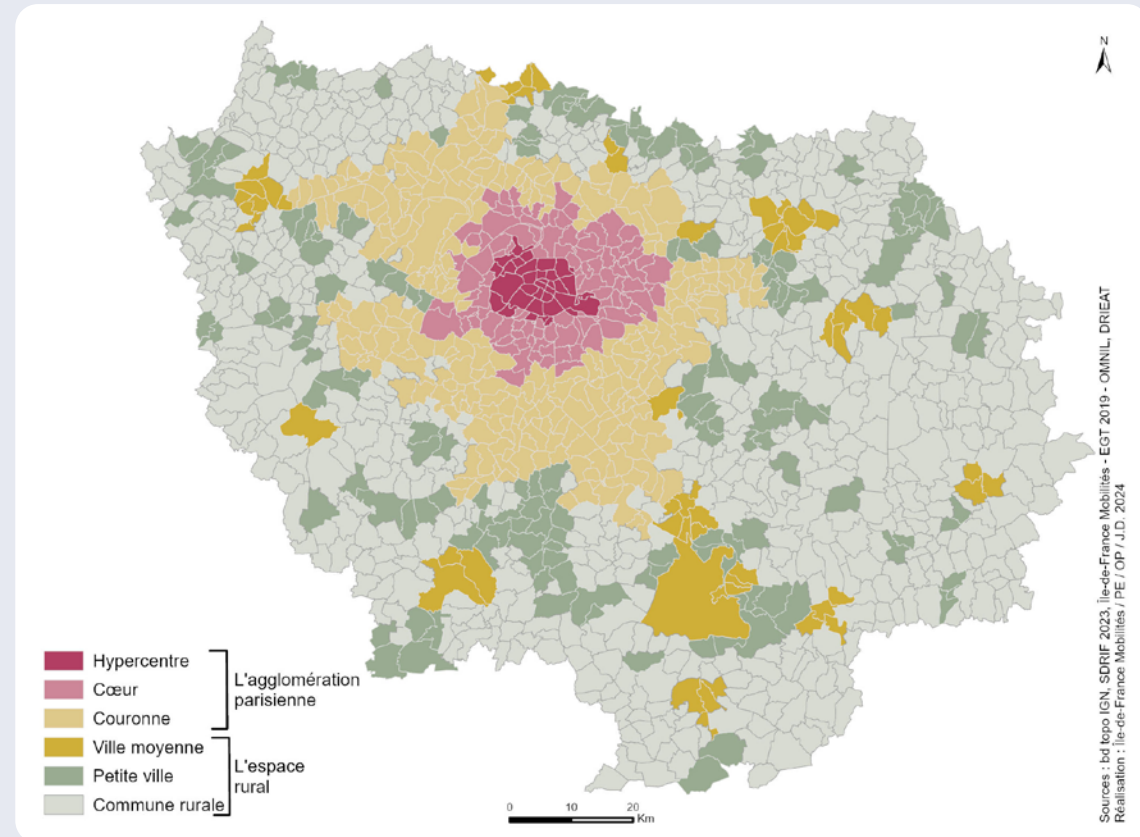 N
Hypercentre
Cœur
Couronne
L'agglomération
parisienne
Ville moyenne
Petite ville
Commune rurale
L'espace
rural
0 10 20
Km
Sources : bd topo IGN, SDRIF 2023, Île-de-France Mobilités - EGT 2019 - OMNIL, DRIEAT
Réalisation : Île-de-France Mobilités / PE / OP / J.D. 2024